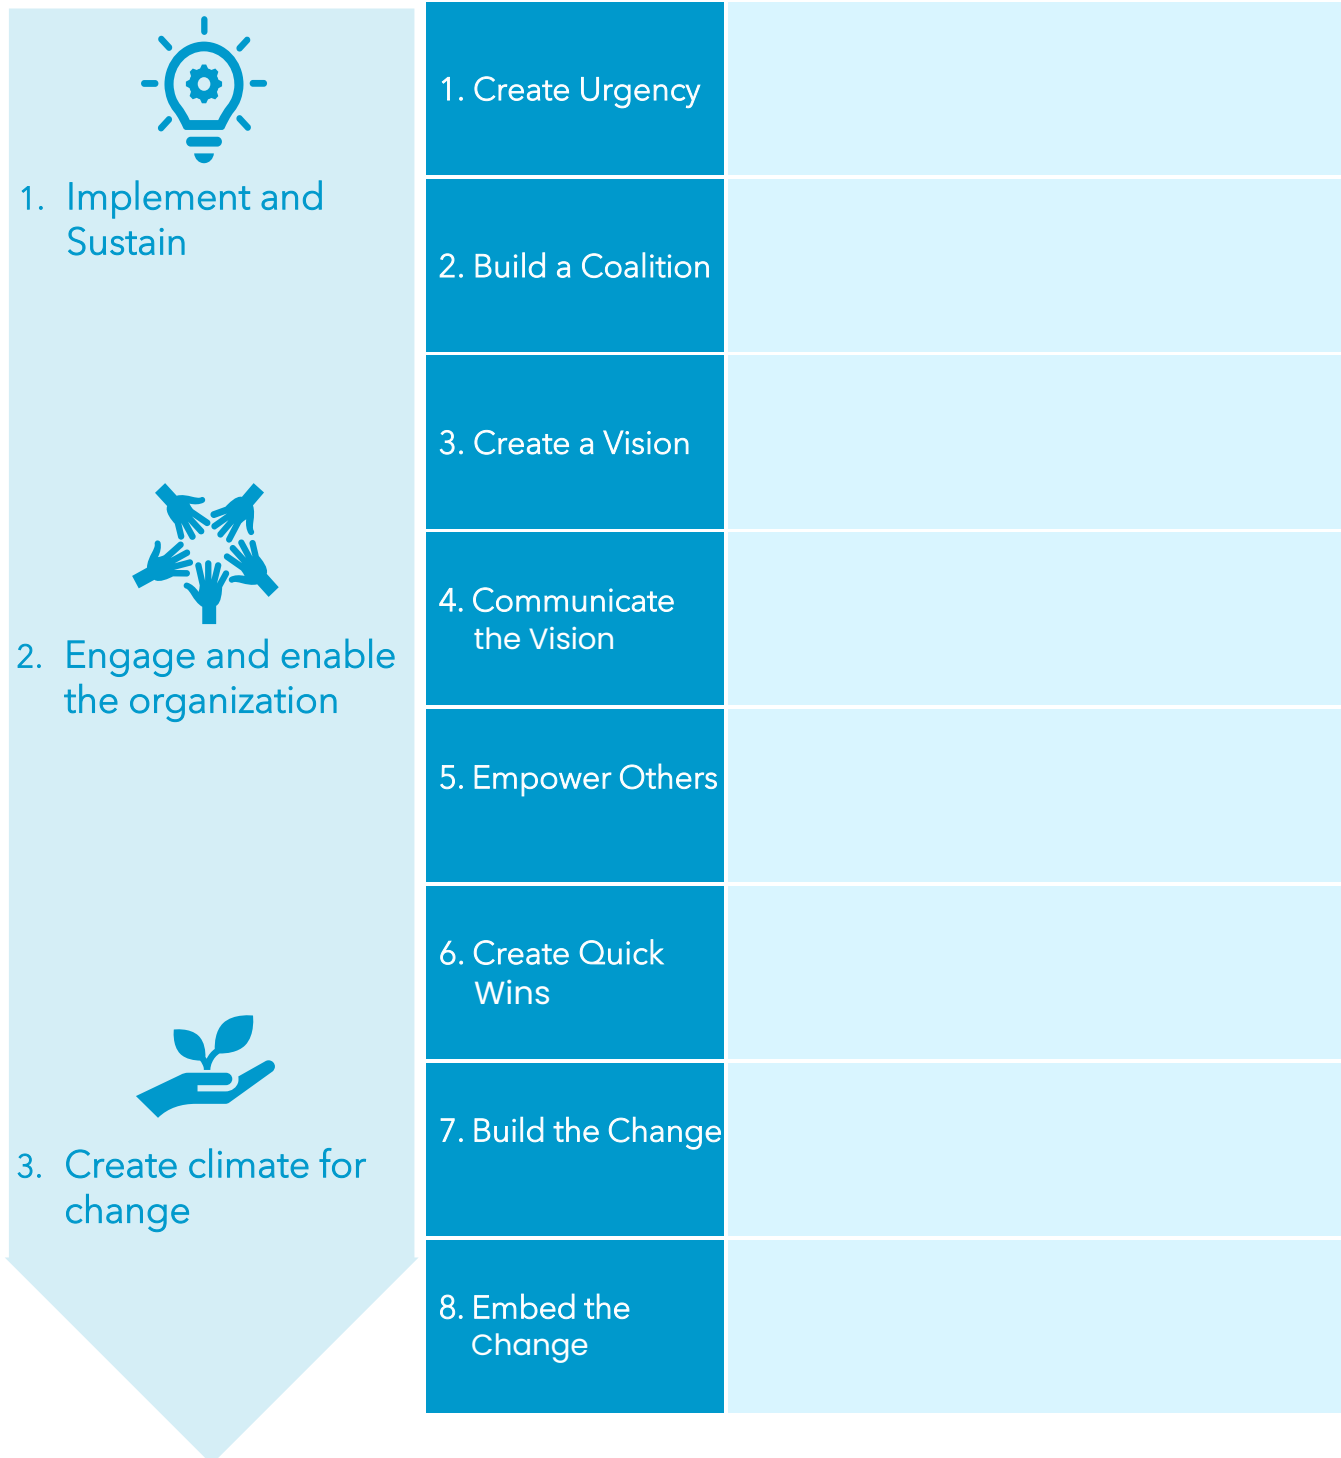 1. Implement and
Sustain
2. Engage and enable
the organization
3. Create climate for
change
1. Create Urgency
2. Build a Coalition
3. Create a Vision
4. Communicate
the Vision
5. Empower Others
6. Create Quick
Wins
7. Build the Change
8. Embed the
Change